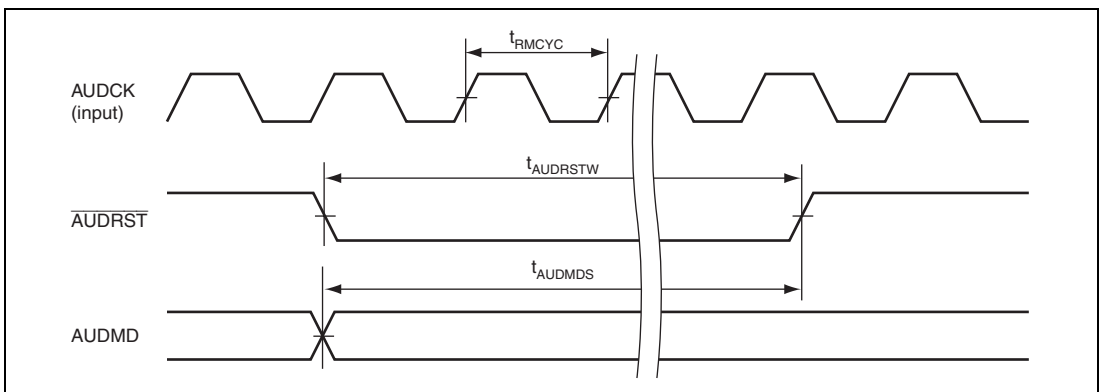 tRMCYC
AUDCK
(input)
tAUDRSTW
AUDRST
tAUDMDS
AUDMD